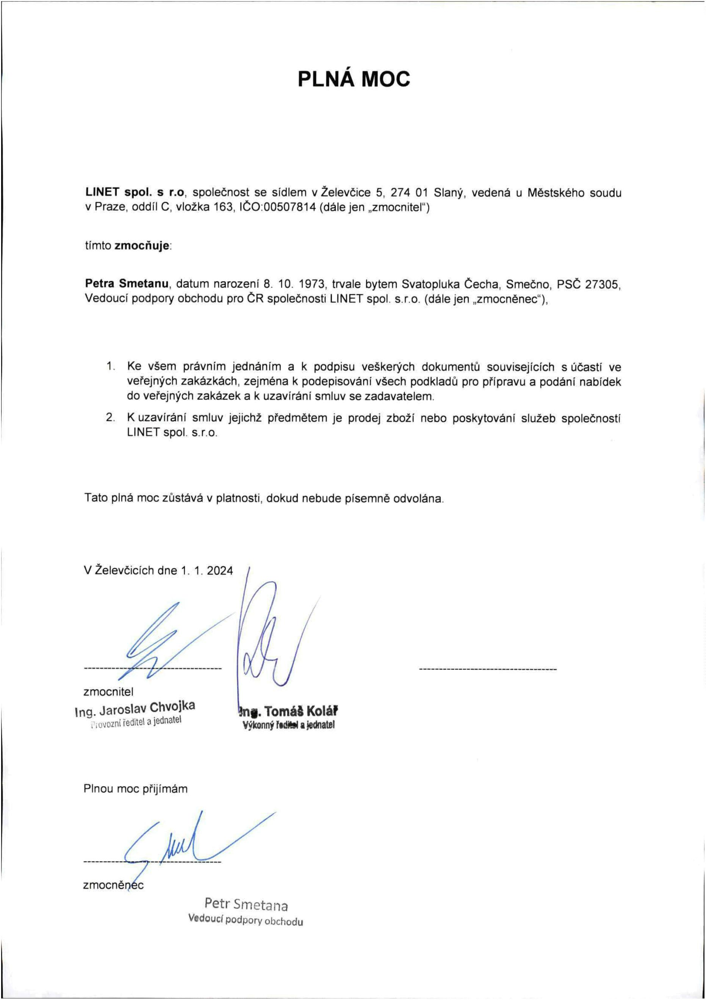 PLNÁ MOC
LINET spol. s r.o, společnost se sídlem v Želevčice 5, 274 01 Slaný, vedená u Městského soudu
v Praze, oddíl C, vložka 163, IČO:00507814 (dále jen „zmocnitel“)
tímto zmocňuje:
Petra Smetanu, datum narození 8. 10. 1973, trvale bytem Svatopluka Čecha, Smečno, PSČ 27305,
Vedoucí podpory obchodu pro ČR společnosti LINET spol. s.r.o. (dále jen „zmocněnec“),
1. Ke všem právním jednáním a k podpisu veškerých dokumentů souvisejících s účastí ve
veřejných zakázkách, zejména k podepisování všech podkladů pro přípravu a podání nabídek
do veřejných zakázek a k uzavírání smluv se zadavatelem.
2. K uzavírání smluv jejichž předmětem je prodej zboží nebo poskytování služeb společností
LINET spol. s.r.o.
Tato plná moc zůstává v platnosti, dokud nebude písemně odvolána.
V Želevčicích dne 1. 1. 2024
zmocnitel
Ing. Jaroslav Chvojka
Provozní ředitel a jednatel
Ing. Tomáš Kolář
Výkonný ředitel a jednatel
Plnou moc přijímám
zmocněnec
Petr Smetana
Vedoucí podpory obchodu